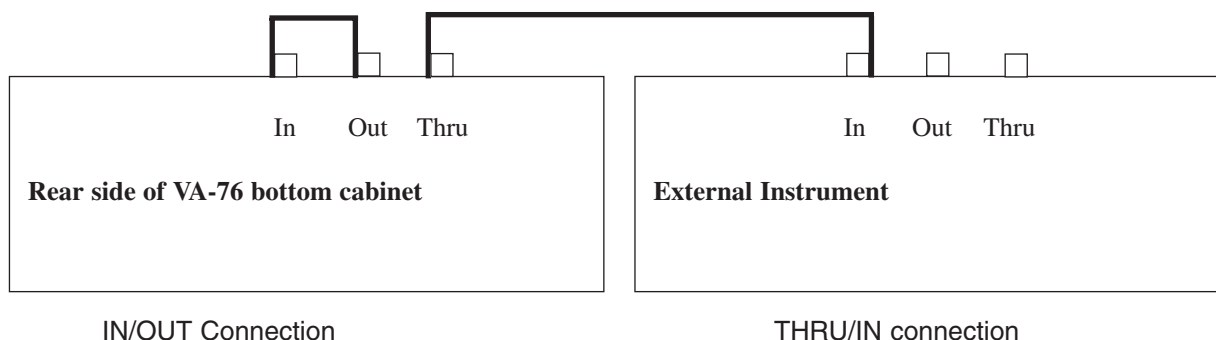 In Out Thru In Out Thru
Rear side of VA-76 bottom cabinet External Instrument
IN/OUT Connection THRU/IN connection